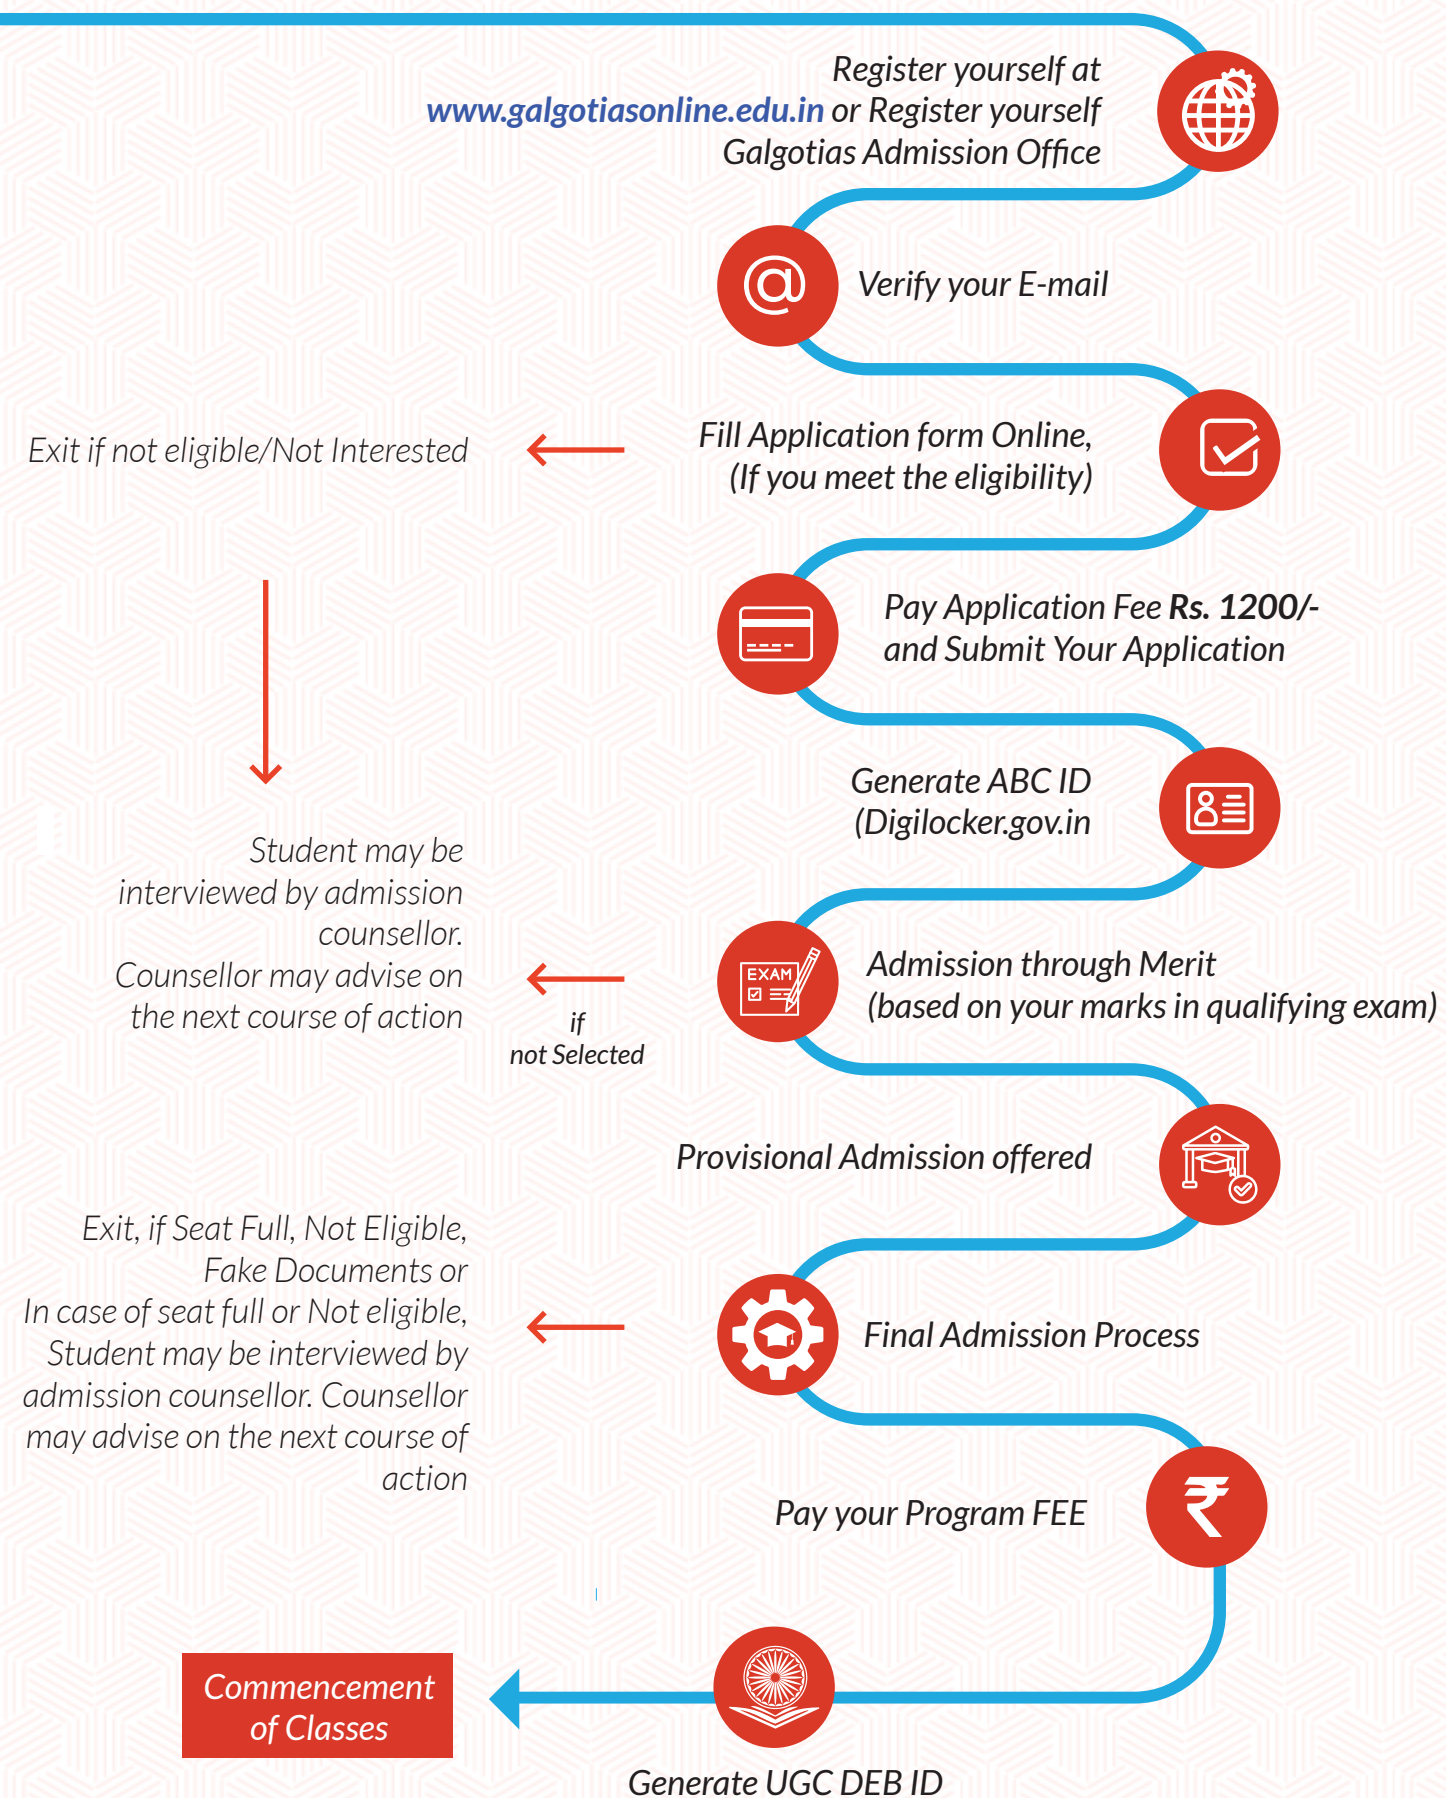 Register yourself at
www.galgotiasonline.edu.in or Register yourself
Galgotias Admission Office
Verify your E-mail
Fill Application form Online,
(If you meet the eligibility)
Exit if not eligible/Not Interested
Pay Application Fee Rs. 1200/-
and Submit Your Application
Generate ABC ID
(Digilocker.gov.in
Student may be
interviewed by admission
counsellor.
Counsellor may advise on
the next course of action
if
not Selected
EXAM
Admission through Merit
(based on your marks in qualifying exam)
Provisional Admission offered
Exit, if Seat Full, Not Eligible,
Fake Documents or
In case of seat full or Not eligible,
Student may be interviewed by
admission counsellor. Counsellor
may advise on the next course of
action
Final Admission Process
Pay your Program FEE
₹
Commencement
of Classes
Generate UGC DEB ID